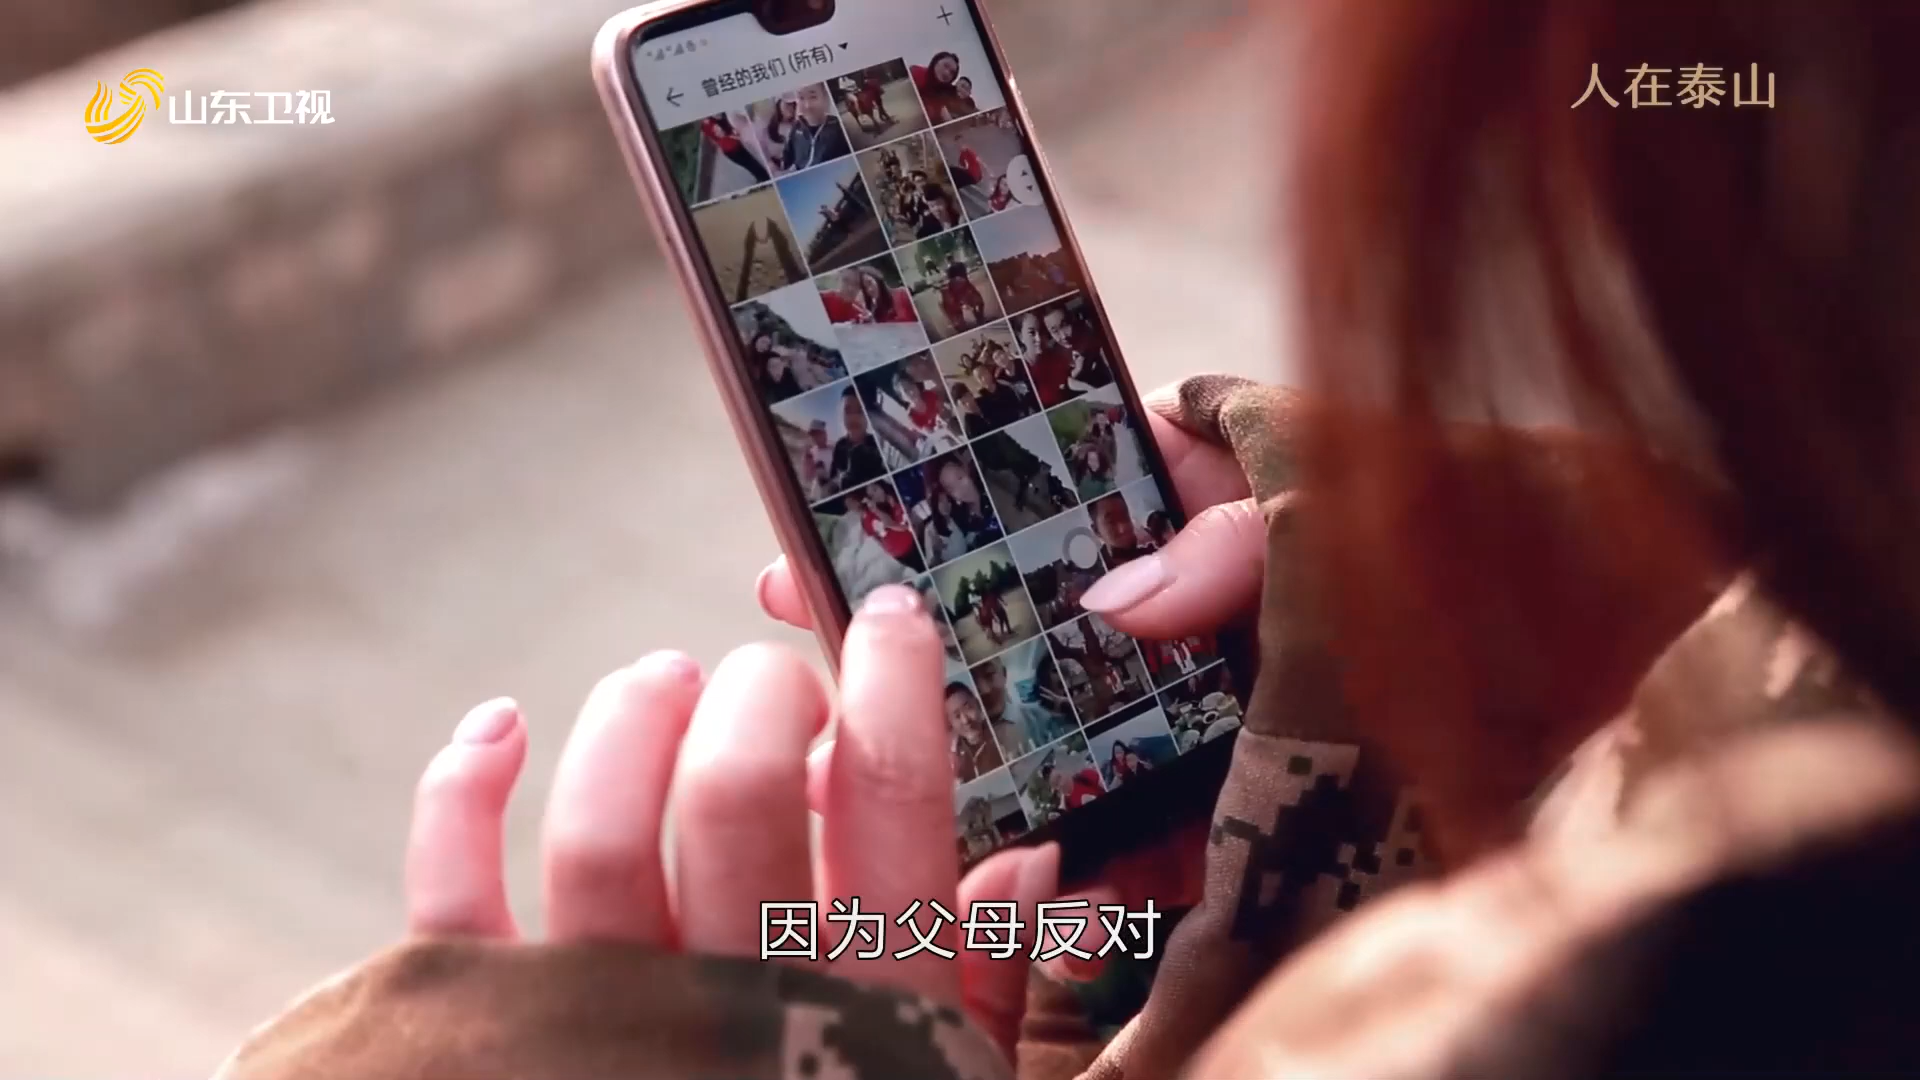 山东卫视
人在泰山
曾经的我们 (所有)
因为父母反对